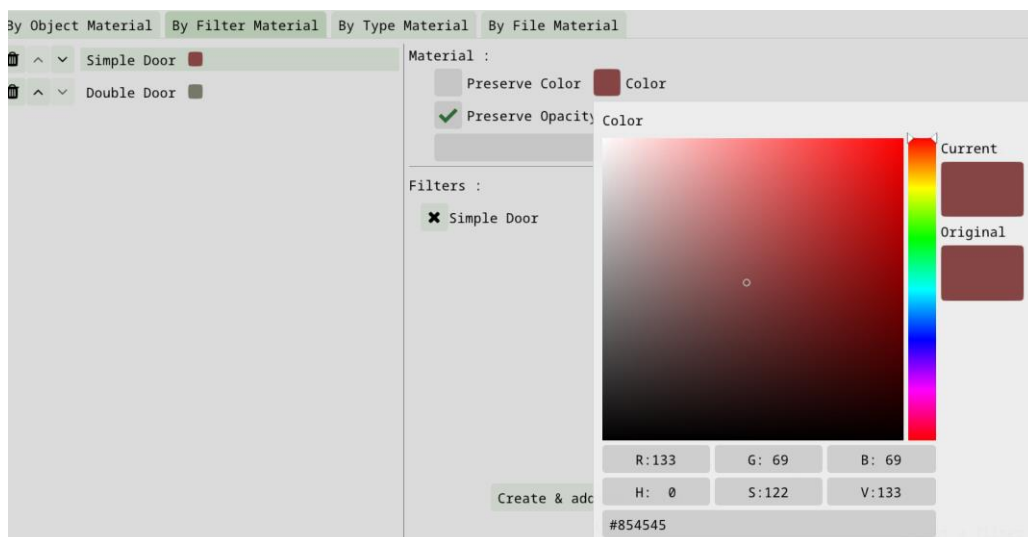 By Object Material By Filter Material By Type Material By File Material
Simple Door
Double Door
Material :
Preserve Color Color
Preserve Opacity
Filters :
Simple Door
Create & add
Color
Current
Original
R:133 G: 69 B: 69
H: 0 S:122 V:133
#854545